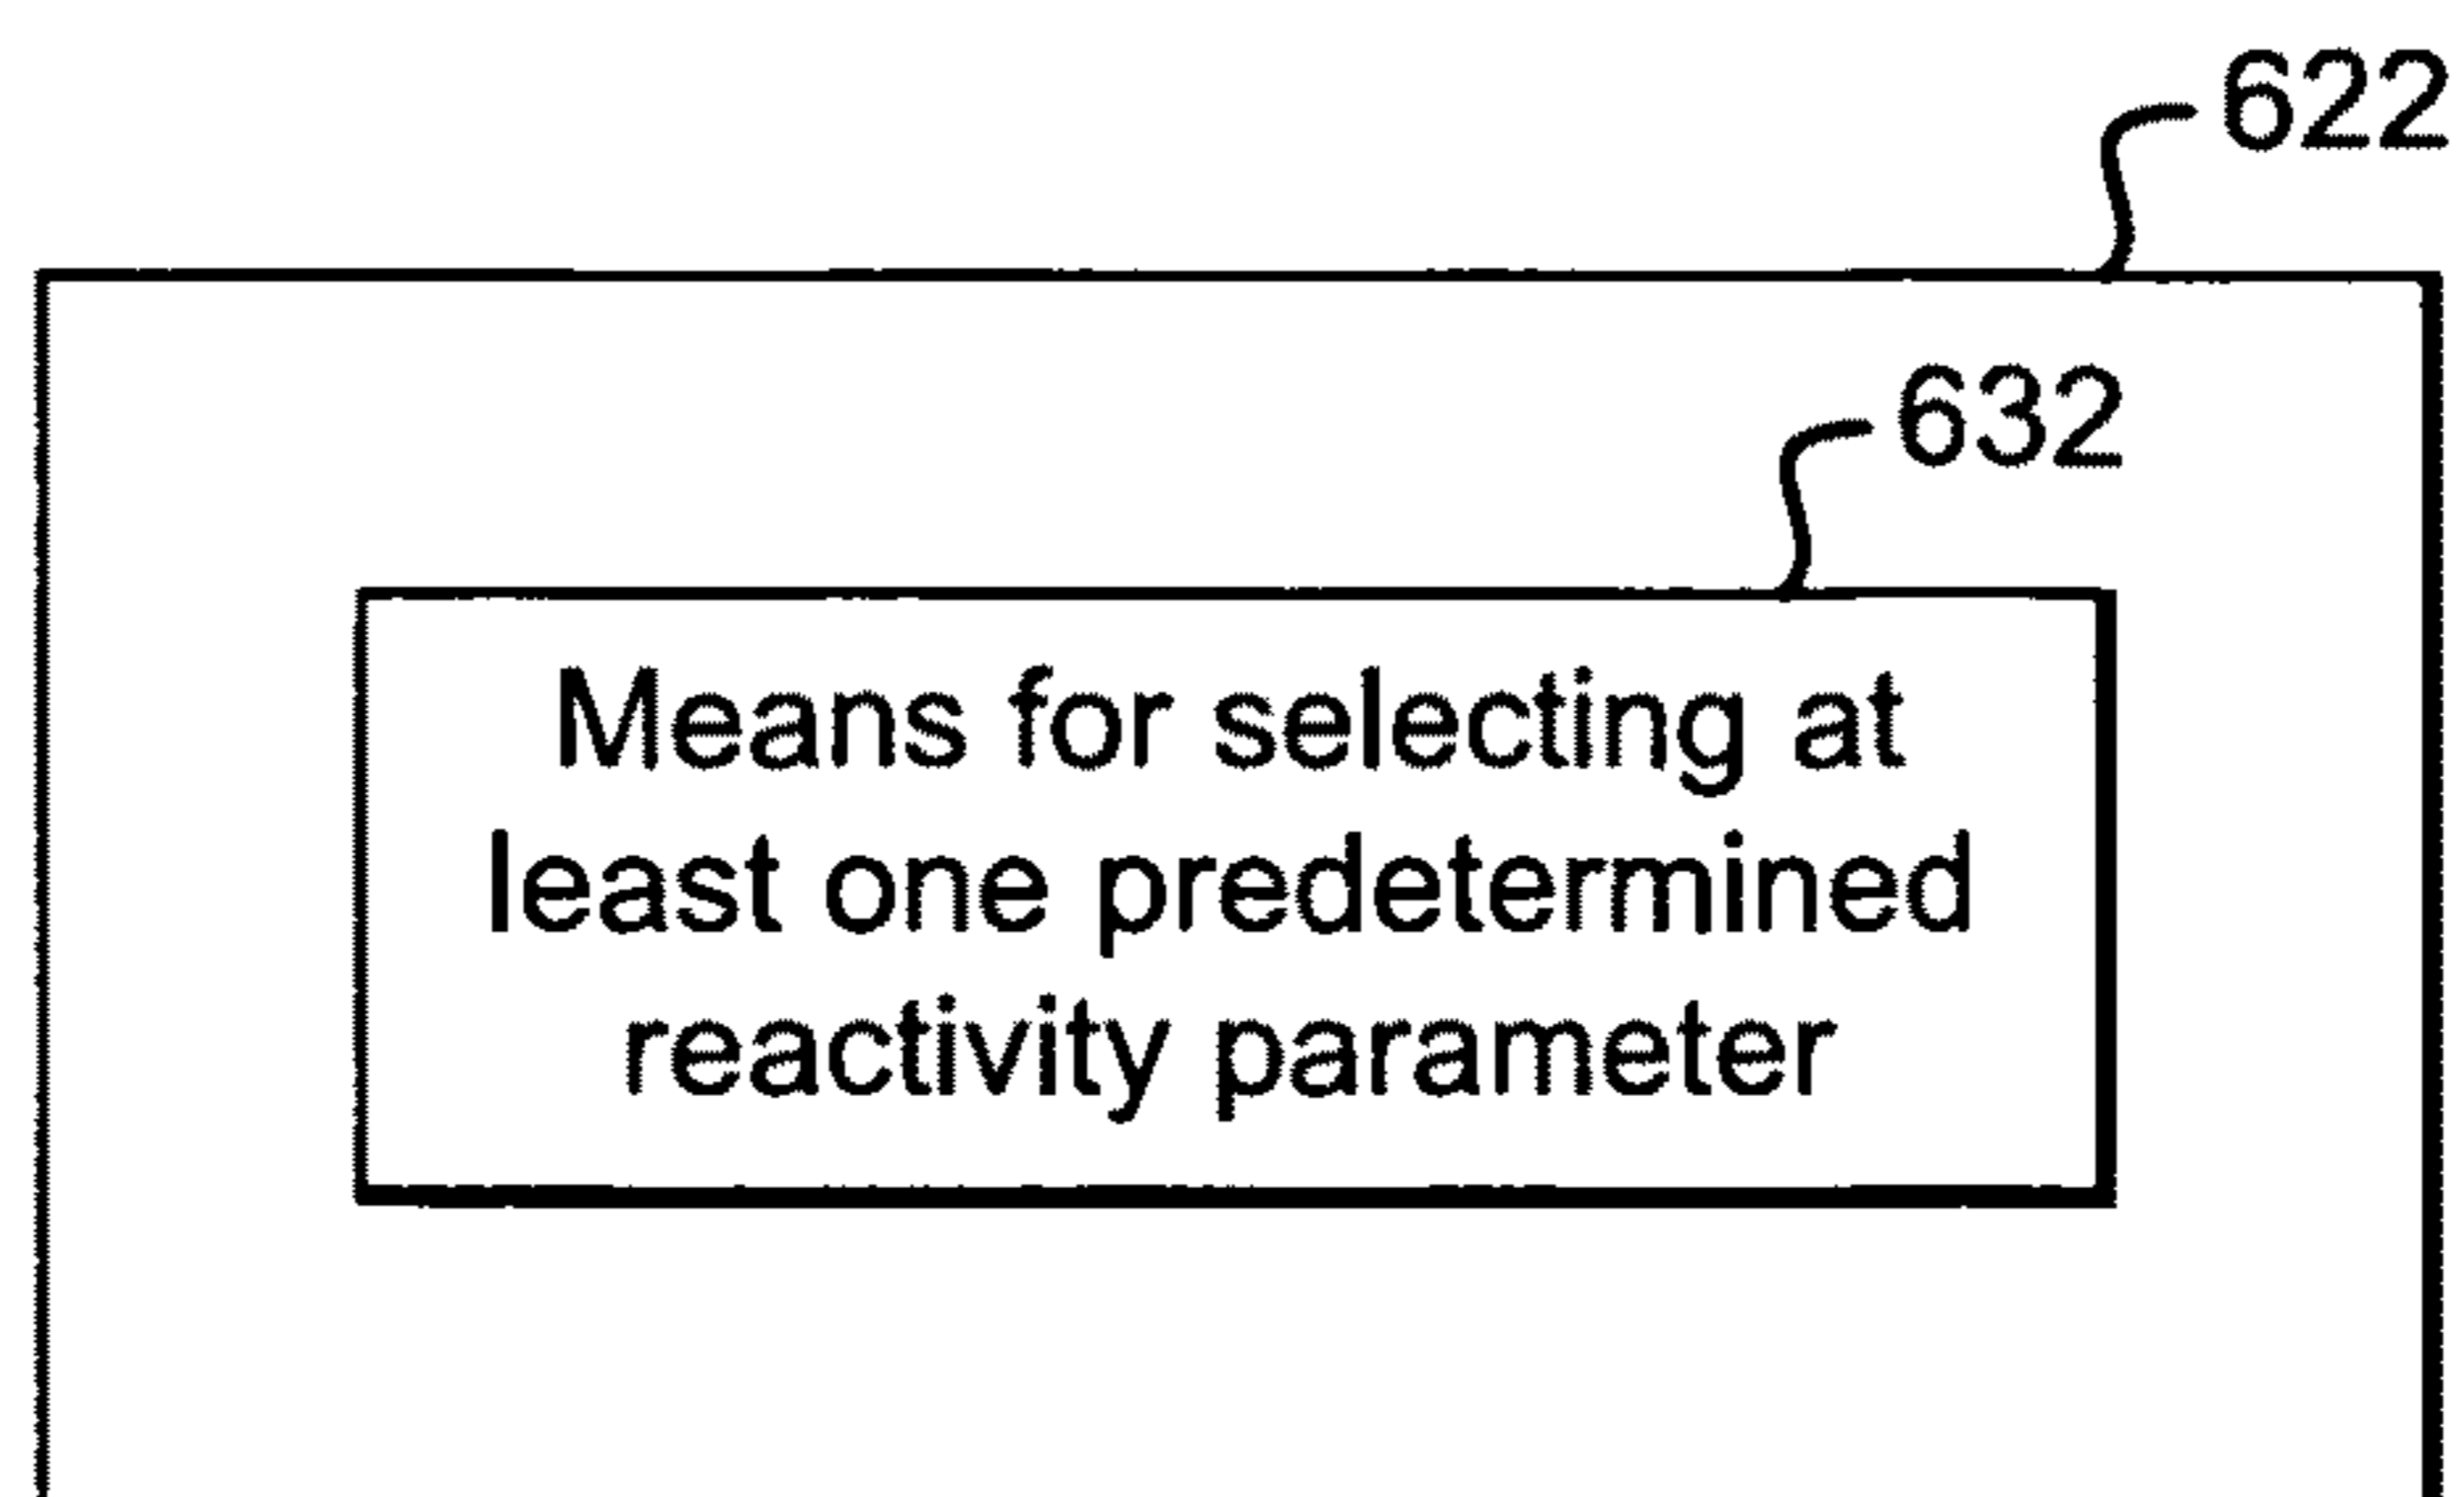 622
632
Means for selecting at
least one predetermined
reactivity parameter